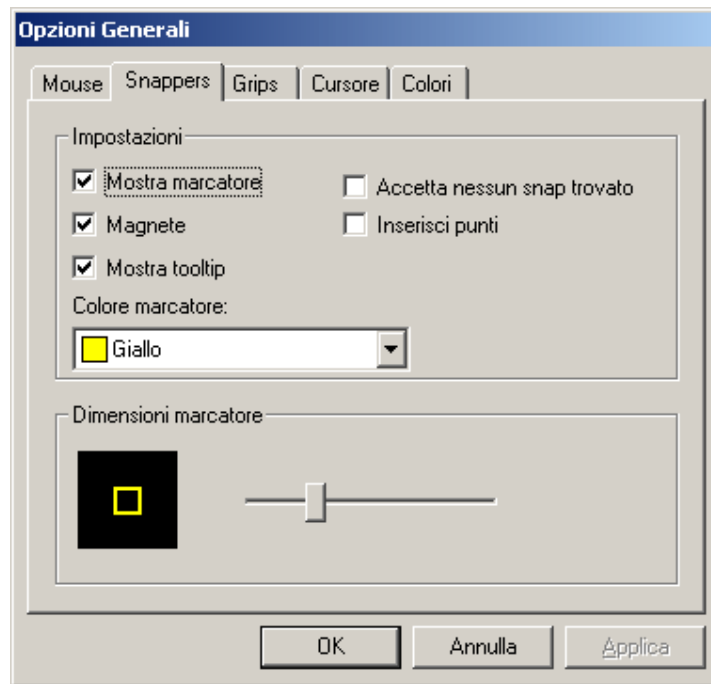 Opzioni Generali
Mouse Snappers Grips Cursore Colori
Impostazioni
Mostra marcatore
Accetta nessun snap trovato
Magnete
Inserisci punti
Mostra tooltip
Colore marcatore:
Giallo
Dimensioni marcatore
OK Annulla Applica